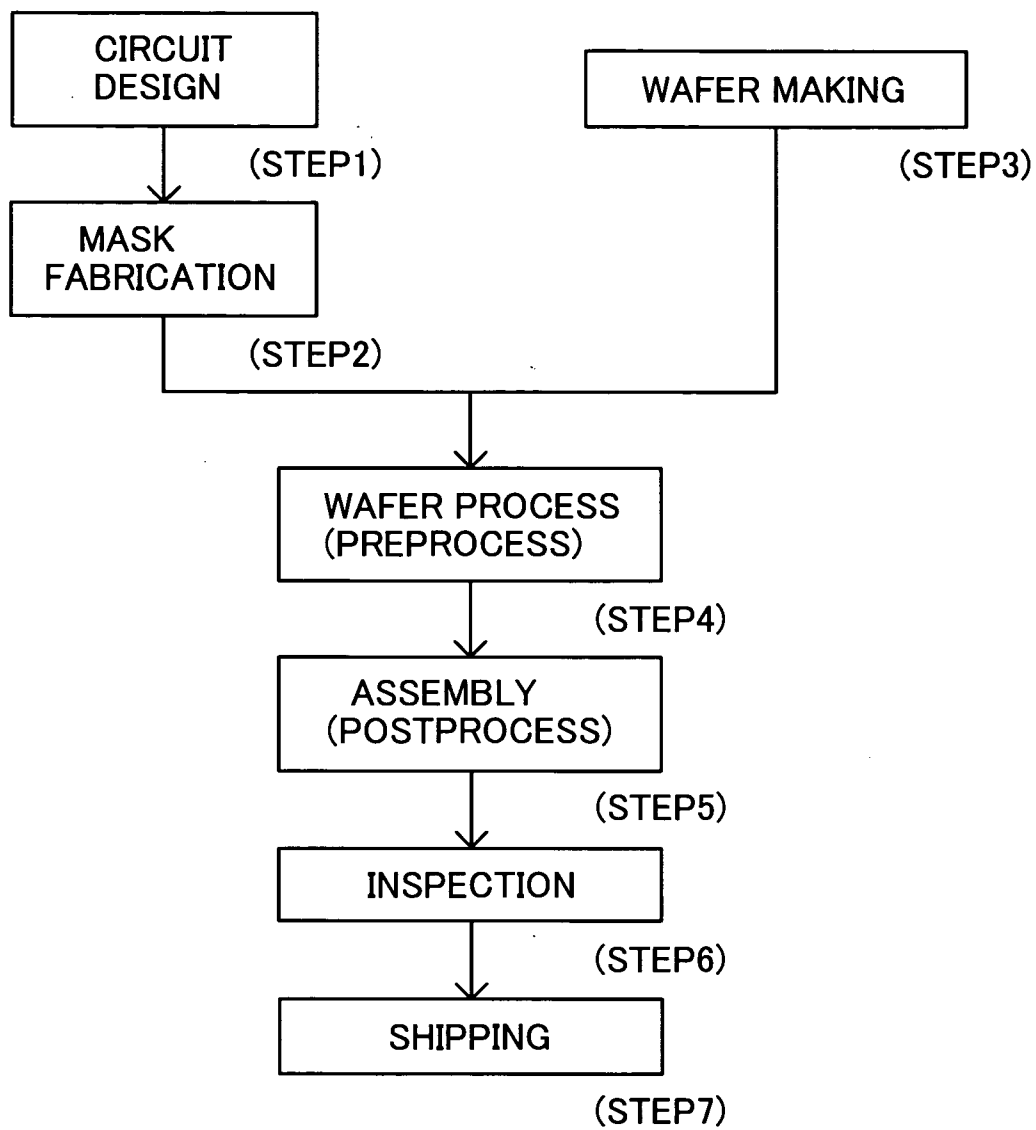 CIRCUIT
DESIGN
WAFER MAKING
(STEP1)
(STEP3)
MASK
FABRICATION
(STEP2)
WAFER PROCESS
(PREPROCESS)
(STEP4)
ASSEMBLY
(POSTPROCESS)
(STEP5)
INSPECTION
(STEP6)
SHIPPING
(STEP7)